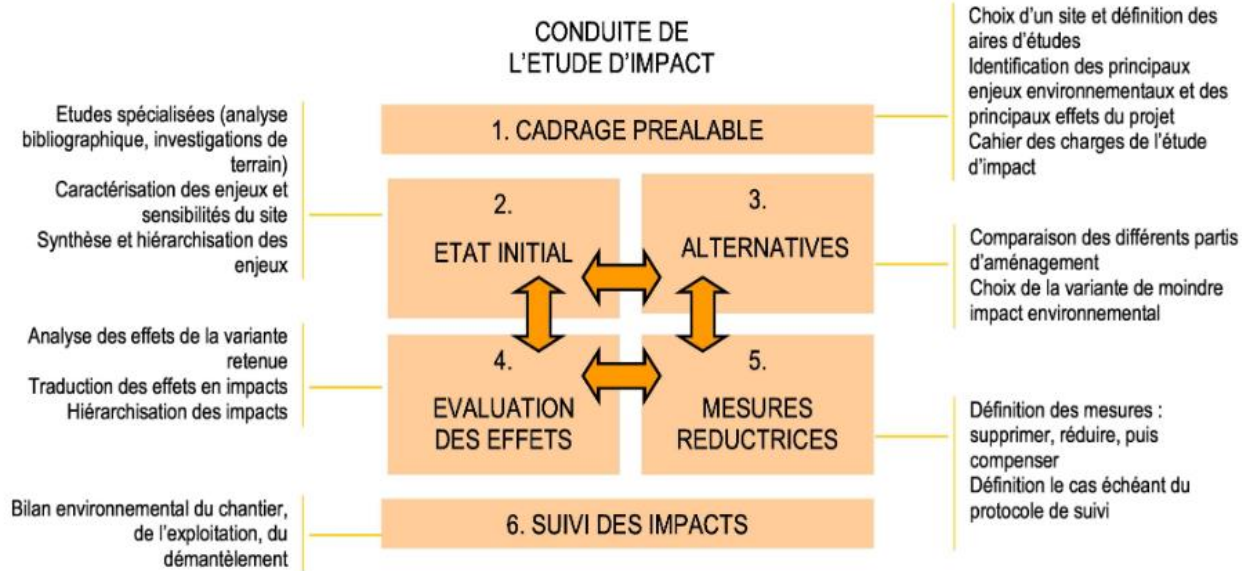 CONDUITE DE
L'ETUDE D'IMPACT
1. CADRAGE PREALABLE
Choix d'un site et définition des
aires d'études
Identification des principaux
enjeux environnementaux et des
principaux effets du projet
Cahier des charges de l'étude
d'impact
Etudes spécialisées (analyse
bibliographique, investigations de
terrain)
Caractérisation des enjeux et
sensibilités du site
Synthèse et hiérarchisation des
enjeux
2.
ETAT INITIAL
3.
ALTERNATIVES
Comparaison des différents partis
d'aménagement
Choix de la variante de moindre
impact environnemental
Analyse des effets de la variante
retenue
Traduction des effets en impacts
Hiérarchisation des impacts
4.
EVALUATION
DES EFFETS
5.
MESURES
REDUCTRICES
Définition des mesures :
supprimer, réduire, puis
compenser
Définition le cas échéant du
protocole de suivi
Bilan environnemental du chantier,
de l'exploitation, du
démantèlement
6. SUIVI DES IMPACTS